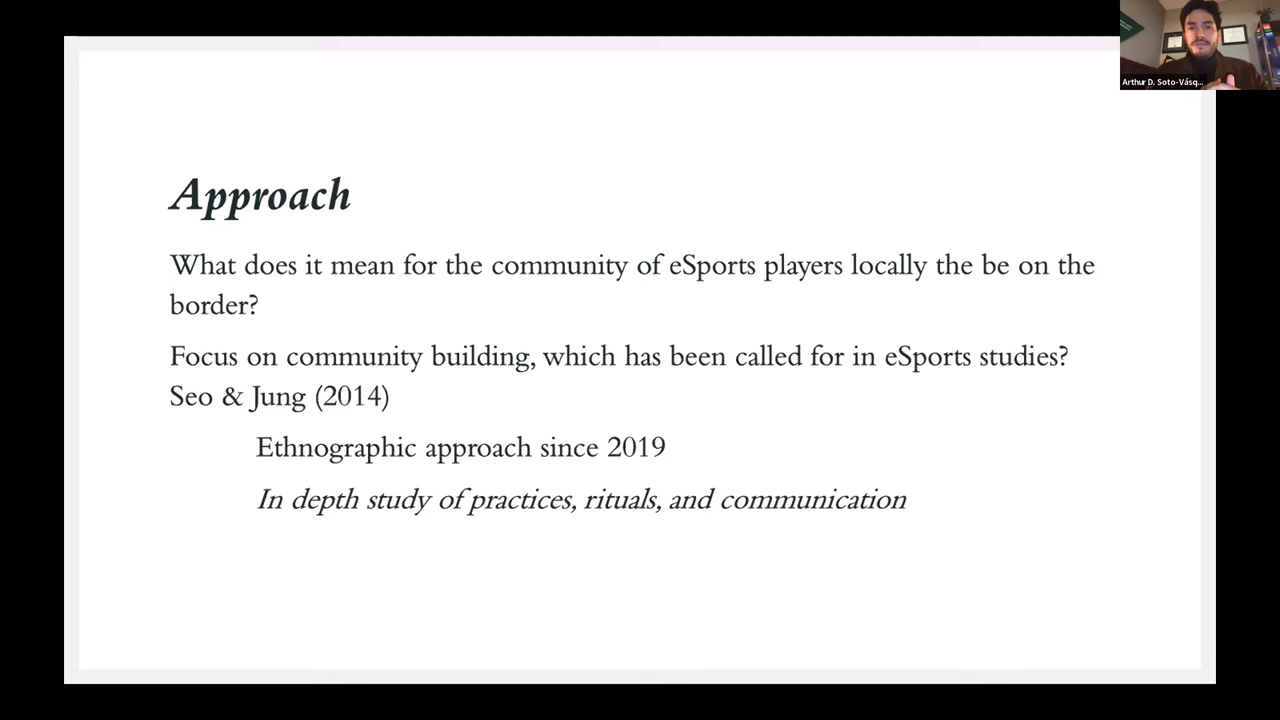 Arthur D. Soto-Vásq...
Approach
What does it mean for the community of eSports players locally the be on the
border?
Focus on community building, which has been called for in eSports studies?
Seo & Jung (2014)
Ethnographic approach since 2019
In depth study of practices, rituals, and communication